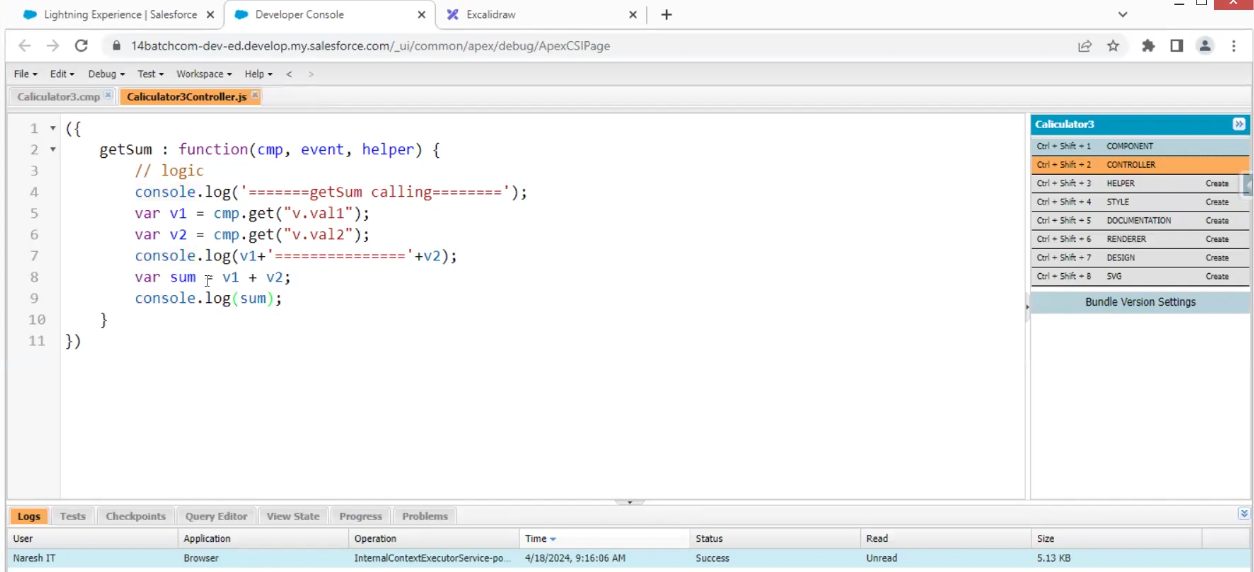 Lightning Experience | Salesforce
Developer Console
Excalidraw
14batchcom-dev-ed.develop.my.salesforce.com/_ui/common/apex/debug/ApexCSIPage
File Edit Debug Test Workspace Help < >
Caliculator3.cmp Caliculator3Controller.js
1 ({
2 getSum : function(cmp, event, helper) {
3 // logic
4 console.log('=======getSum calling========');
5 var v1 = cmp.get("v.val1");
6 var v2 = cmp.get("v.val2");
7 console.log(v1+'==============='+v2);
8 var sum = v1 + v2;
9 console.log(sum);
10 }
11 })
Caliculator3
Ctrl + Shift + 1 COMPONENT
Ctrl + Shift + 2 CONTROLLER
Ctrl + Shift + 3 HELPER Create
Ctrl + Shift + 4 STYLE Create
Ctrl + Shift + 5 DOCUMENTATION Create
Ctrl + Shift + 6 RENDERER Create
Ctrl + Shift + 7 DESIGN Create
Ctrl + Shift + 8 SVG Create
Bundle Version Settings
Logs Tests Checkpoints Query Editor View State Progress Problems
User Application Operation Time Status Read Size
Naresh IT Browser InternalContextExecutorService-po... 4/18/2024, 9:16:06 AM Success Unread 5.13 KB